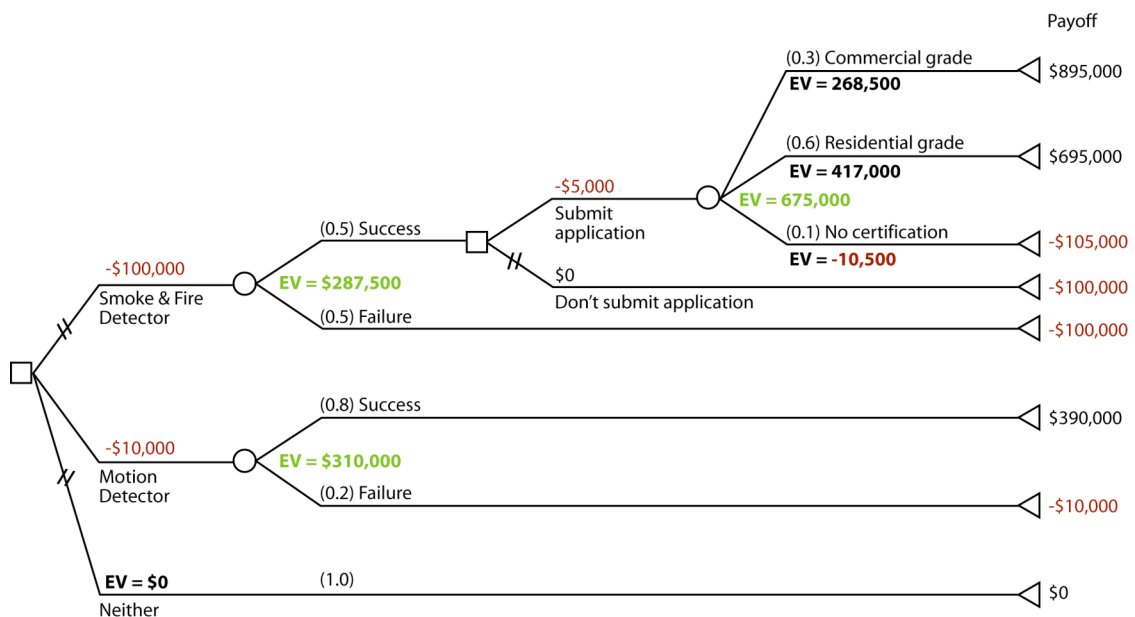 Payoff
(0.3) Commercial grade
$895,000
EV = 268,500
(0.6) Residential grade
$695,000
EV = 417,000
-$5,000
EV = 675,000
Submit
application
(0.5) Success
(0.1) No certification
-$105,000
EV = -10,500
-$100,000
$0
EV = $287,500
-$100,000
Smoke & Fire
Detector
Don't submit application
(0.5) Failure
-$100,000
(0.8) Success
$390,000
-$10,000
EV = $310,000
Motion
Detector
(0.2) Failure
-$10,000
EV = $0
(1.0)
$0
Neither